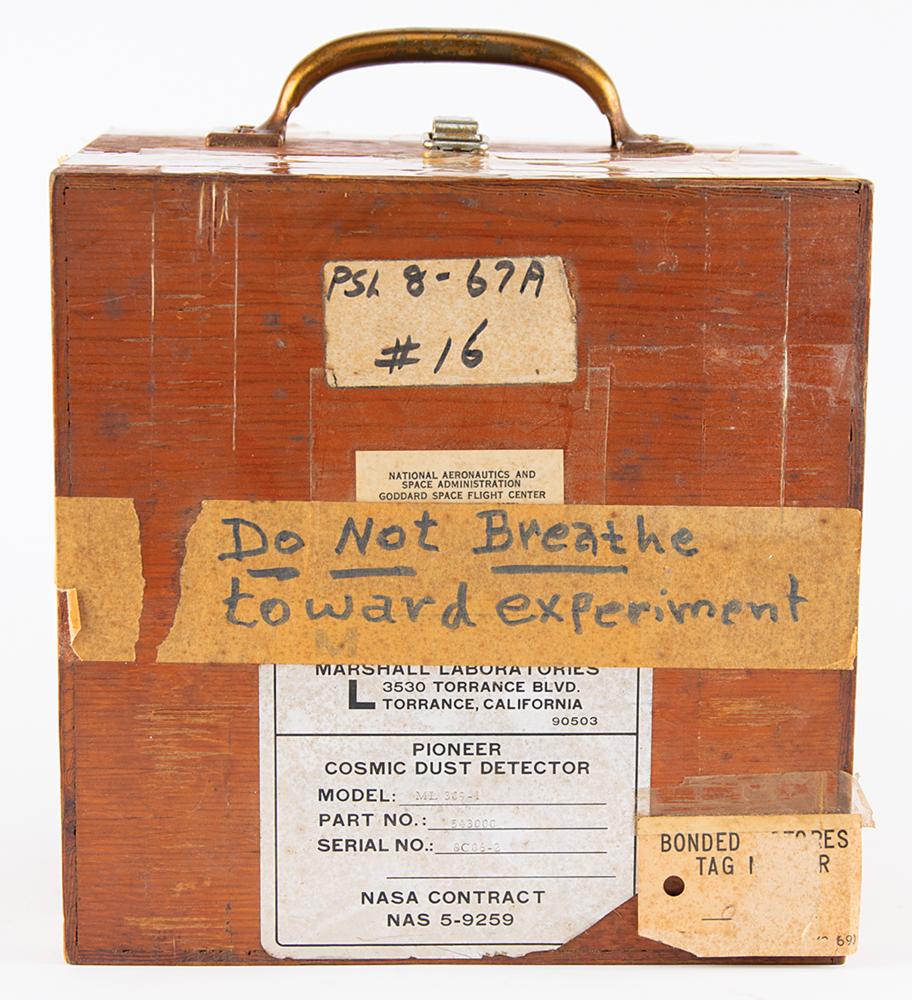 PSL 8-67A
#16
NATIONAL AERONAUTICS AND
SPACE ADMINISTRATION
GODDARD SPACE FLIGHT CENTER
Do Not Breathe
toward experiment
MARSHALL LABORATORIES
3530 TORRANCE BLVD.
L TORRANCE, CALIFORNIA
90503
PIONEER
COSMIC DUST DETECTOR
MODEL:
PART NO.: 543000
SERIAL NO.:
NASA CONTRACT
NAS 5-9259
BONDED
TAG
69)